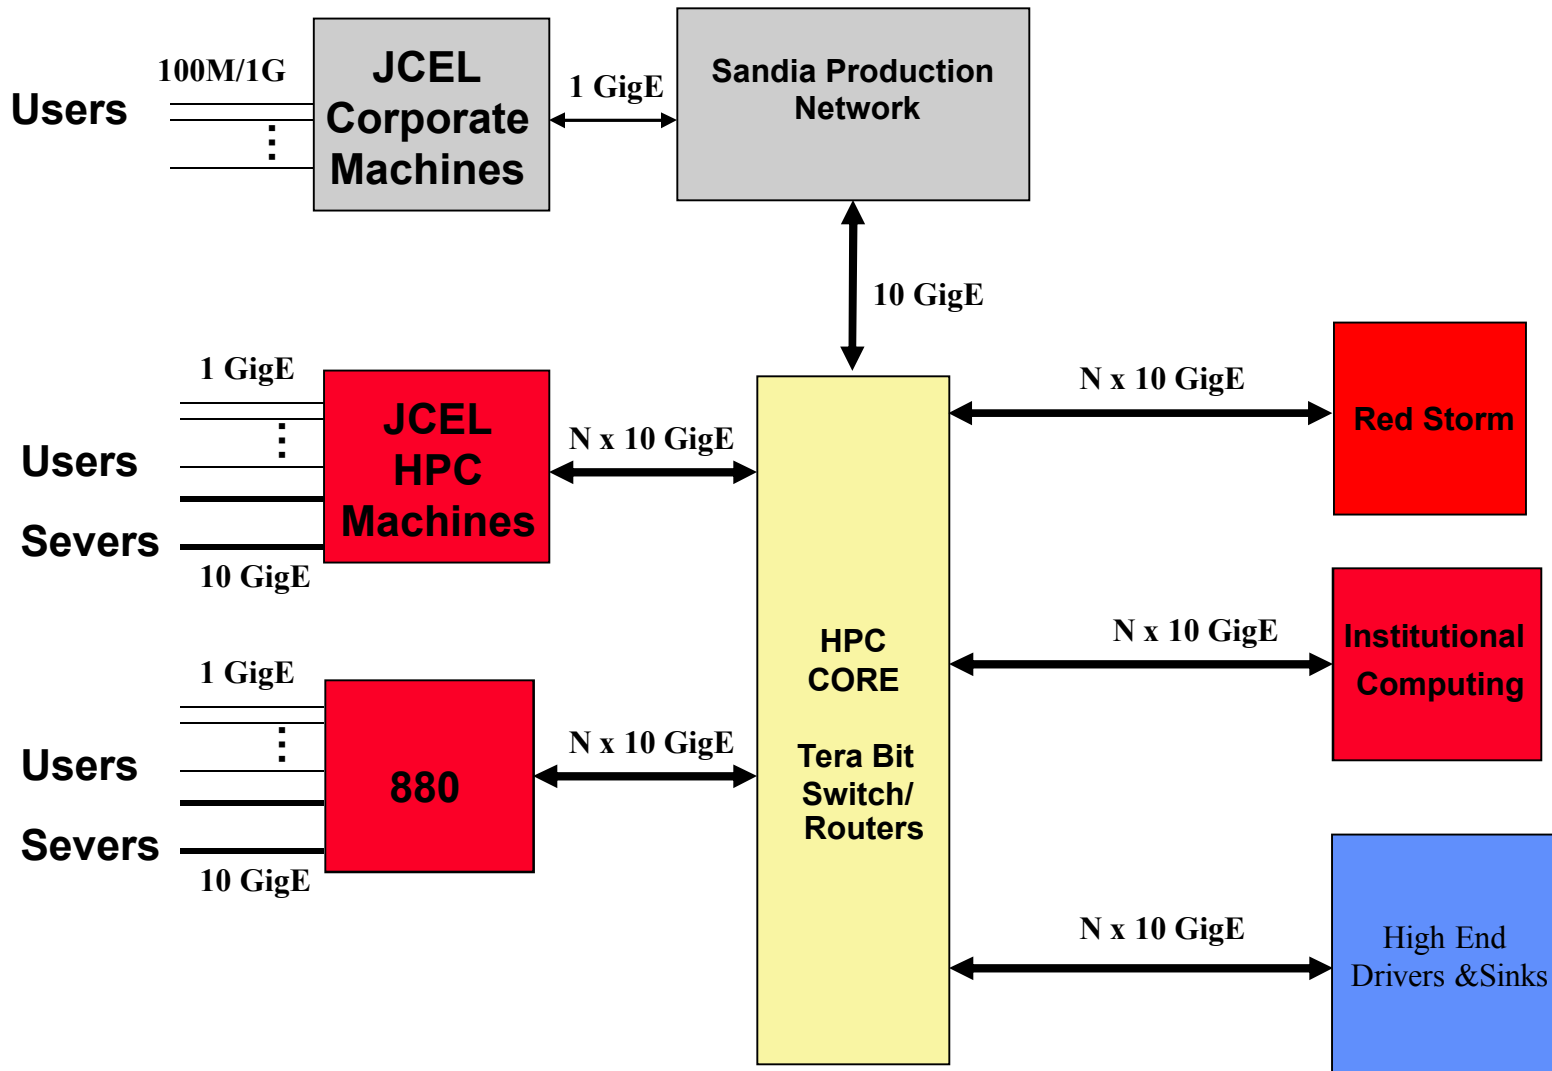 100M/1G
Users
JCEL
Corporate
Machines
1 GigE
Sandia Production
Network
10 GigE
1 GigE
Users
Severs
10 GigE
JCEL
HPC
Machines
N x 10 GigE
1 GigE
Users
Severs
10 GigE
880
N x 10 GigE
HPC
CORE
Tera Bit
Switch/
Routers
N x 10 GigE
Red Storm
N x 10 GigE
Institutional
Computing
N x 10 GigE
High End
Drivers &Sinks